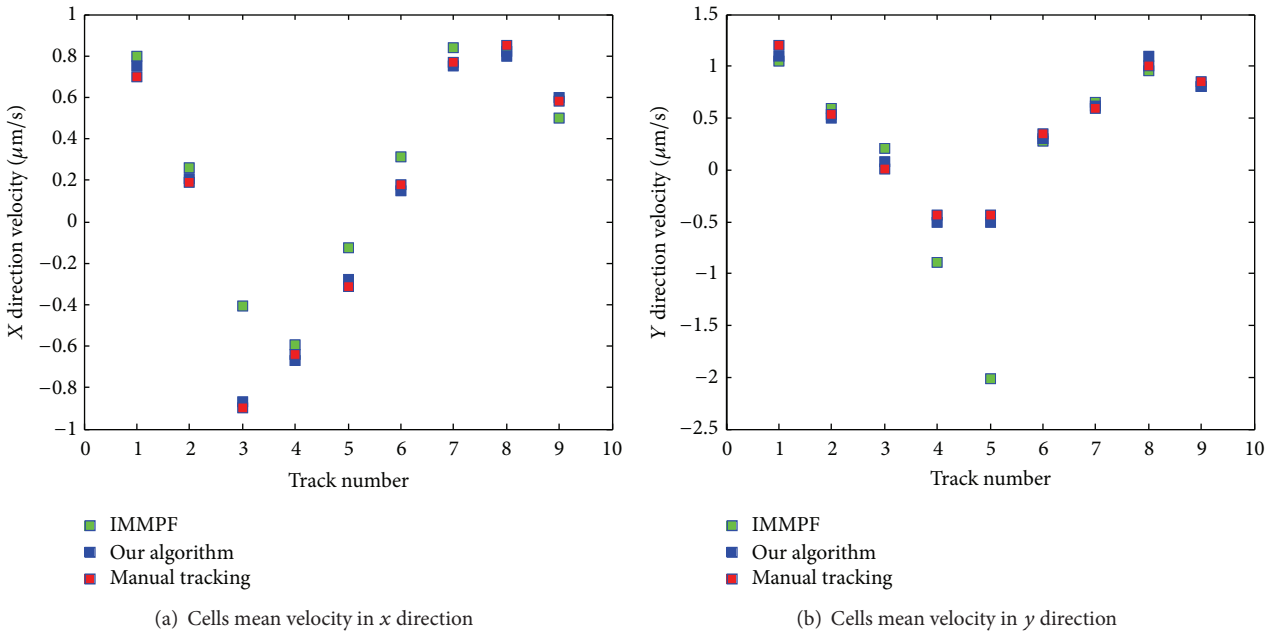 X direction velocity (μm/s)
1
0.8
0.6
0.4
0.2
0
−0.2
−0.4
−0.6
−0.8
−1
0 1 2 3 4 5 6 7 8 9 10
Track number
IMMPF
Our algorithm
Manual tracking
(a) Cells mean velocity in x direction
Y direction velocity (μm/s)
1.5
1
0.5
0
−0.5
−1
−1.5
−2
−2.5
0 1 2 3 4 5 6 7 8 9 10
Track number
IMMPF
Our algorithm
Manual tracking
(b) Cells mean velocity in y direction